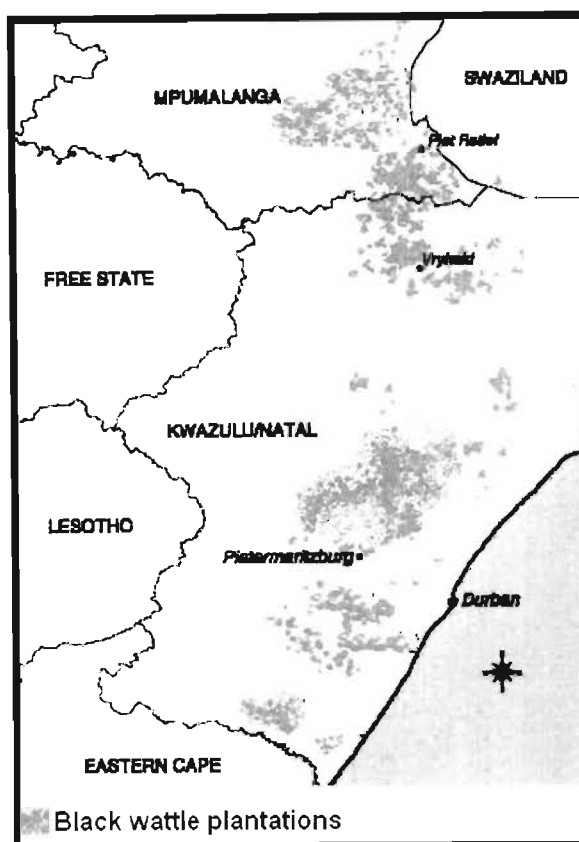 SWAZILAND
MPUMALANGA
Piet Retief
Vryheid
FREE STATE
KWAZULU/NATAL
LESOTHO
Pietermaritzburg
Durban
EASTERN CAPE
Black wattle plantations